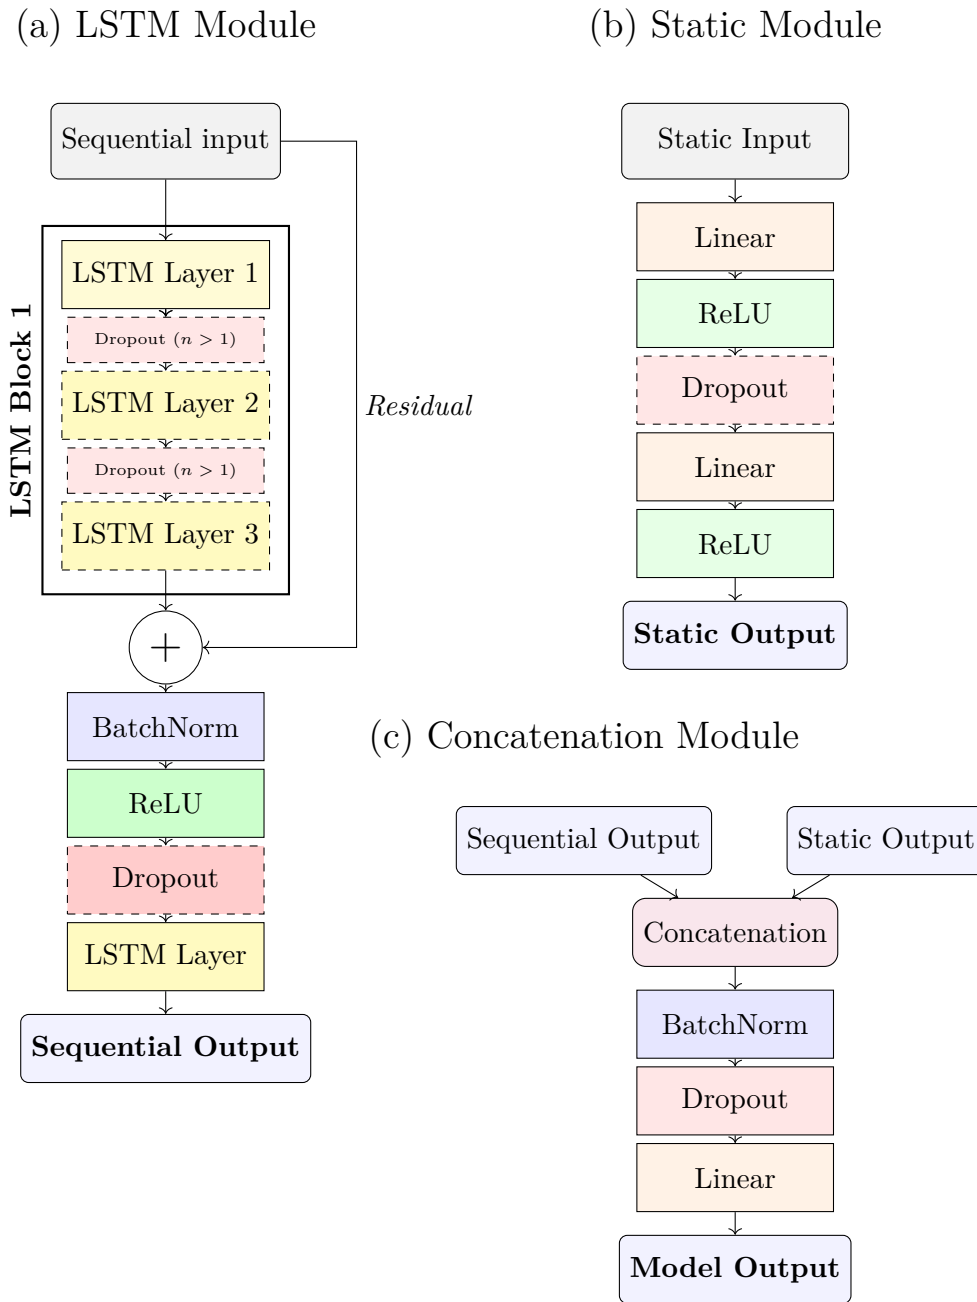 (a) LSTM Module
Sequential input
LSTM Block 1
LSTM Layer 1
Dropout (n > 1)
LSTM Layer 2
Dropout (n > 1)
LSTM Layer 3
Residual
+
BatchNorm
ReLU
Dropout
LSTM Layer
Sequential Output
(b) Static Module
Static Input
Linear
ReLU
Dropout
Linear
ReLU
Static Output
(c) Concatenation Module
Sequential Output
Static Output
Concatenation
BatchNorm
Dropout
Linear
Model Output